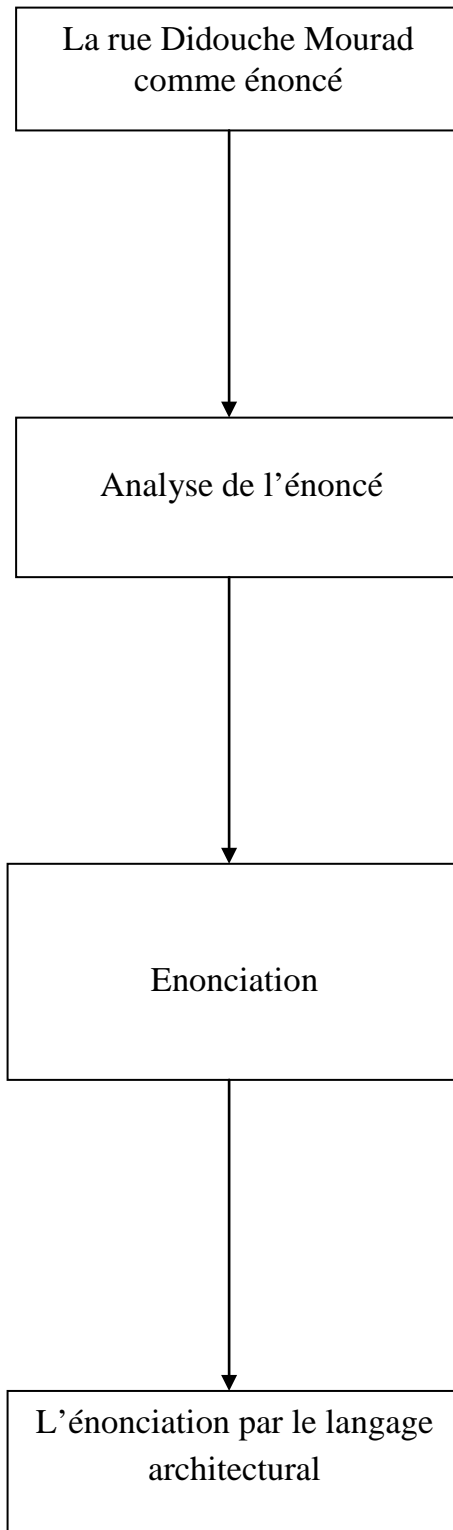 La rue Didouche Mourad
comme énoncé
Analyse de l’énoncé
Enonciation
L’énonciation par le langage
architectural